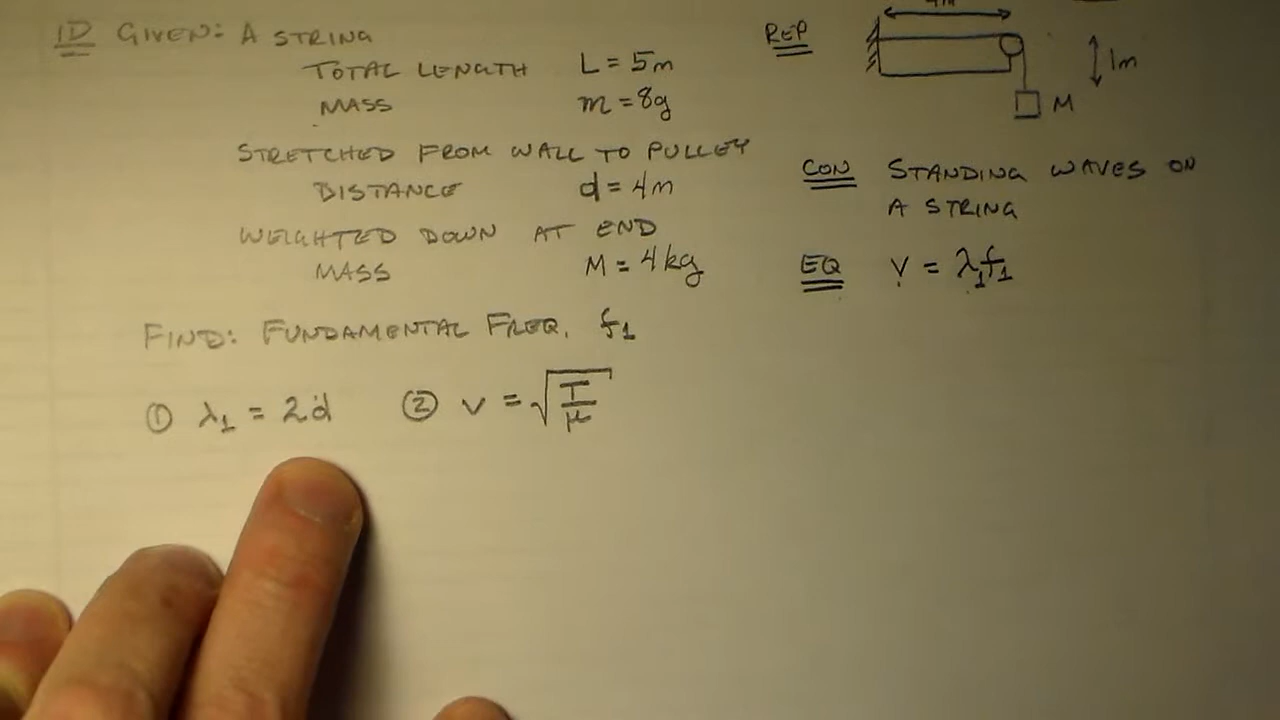 ID GIVEN: A STRING
TOTAL LENGTH L = 5m
MASS m = 8g
STRETCHED FROM WALL TO PULLEY
DISTANCE d = 4m
WEIGHTED DOWN AT END
MASS M = 4kg
FIND: FUNDAMENTAL FREQ. f₁
① λ₁ = 2d ② v = √(T/μ)
REP
1m
M
CON STANDING WAVES ON
A STRING
EQ V = λ₁f₁